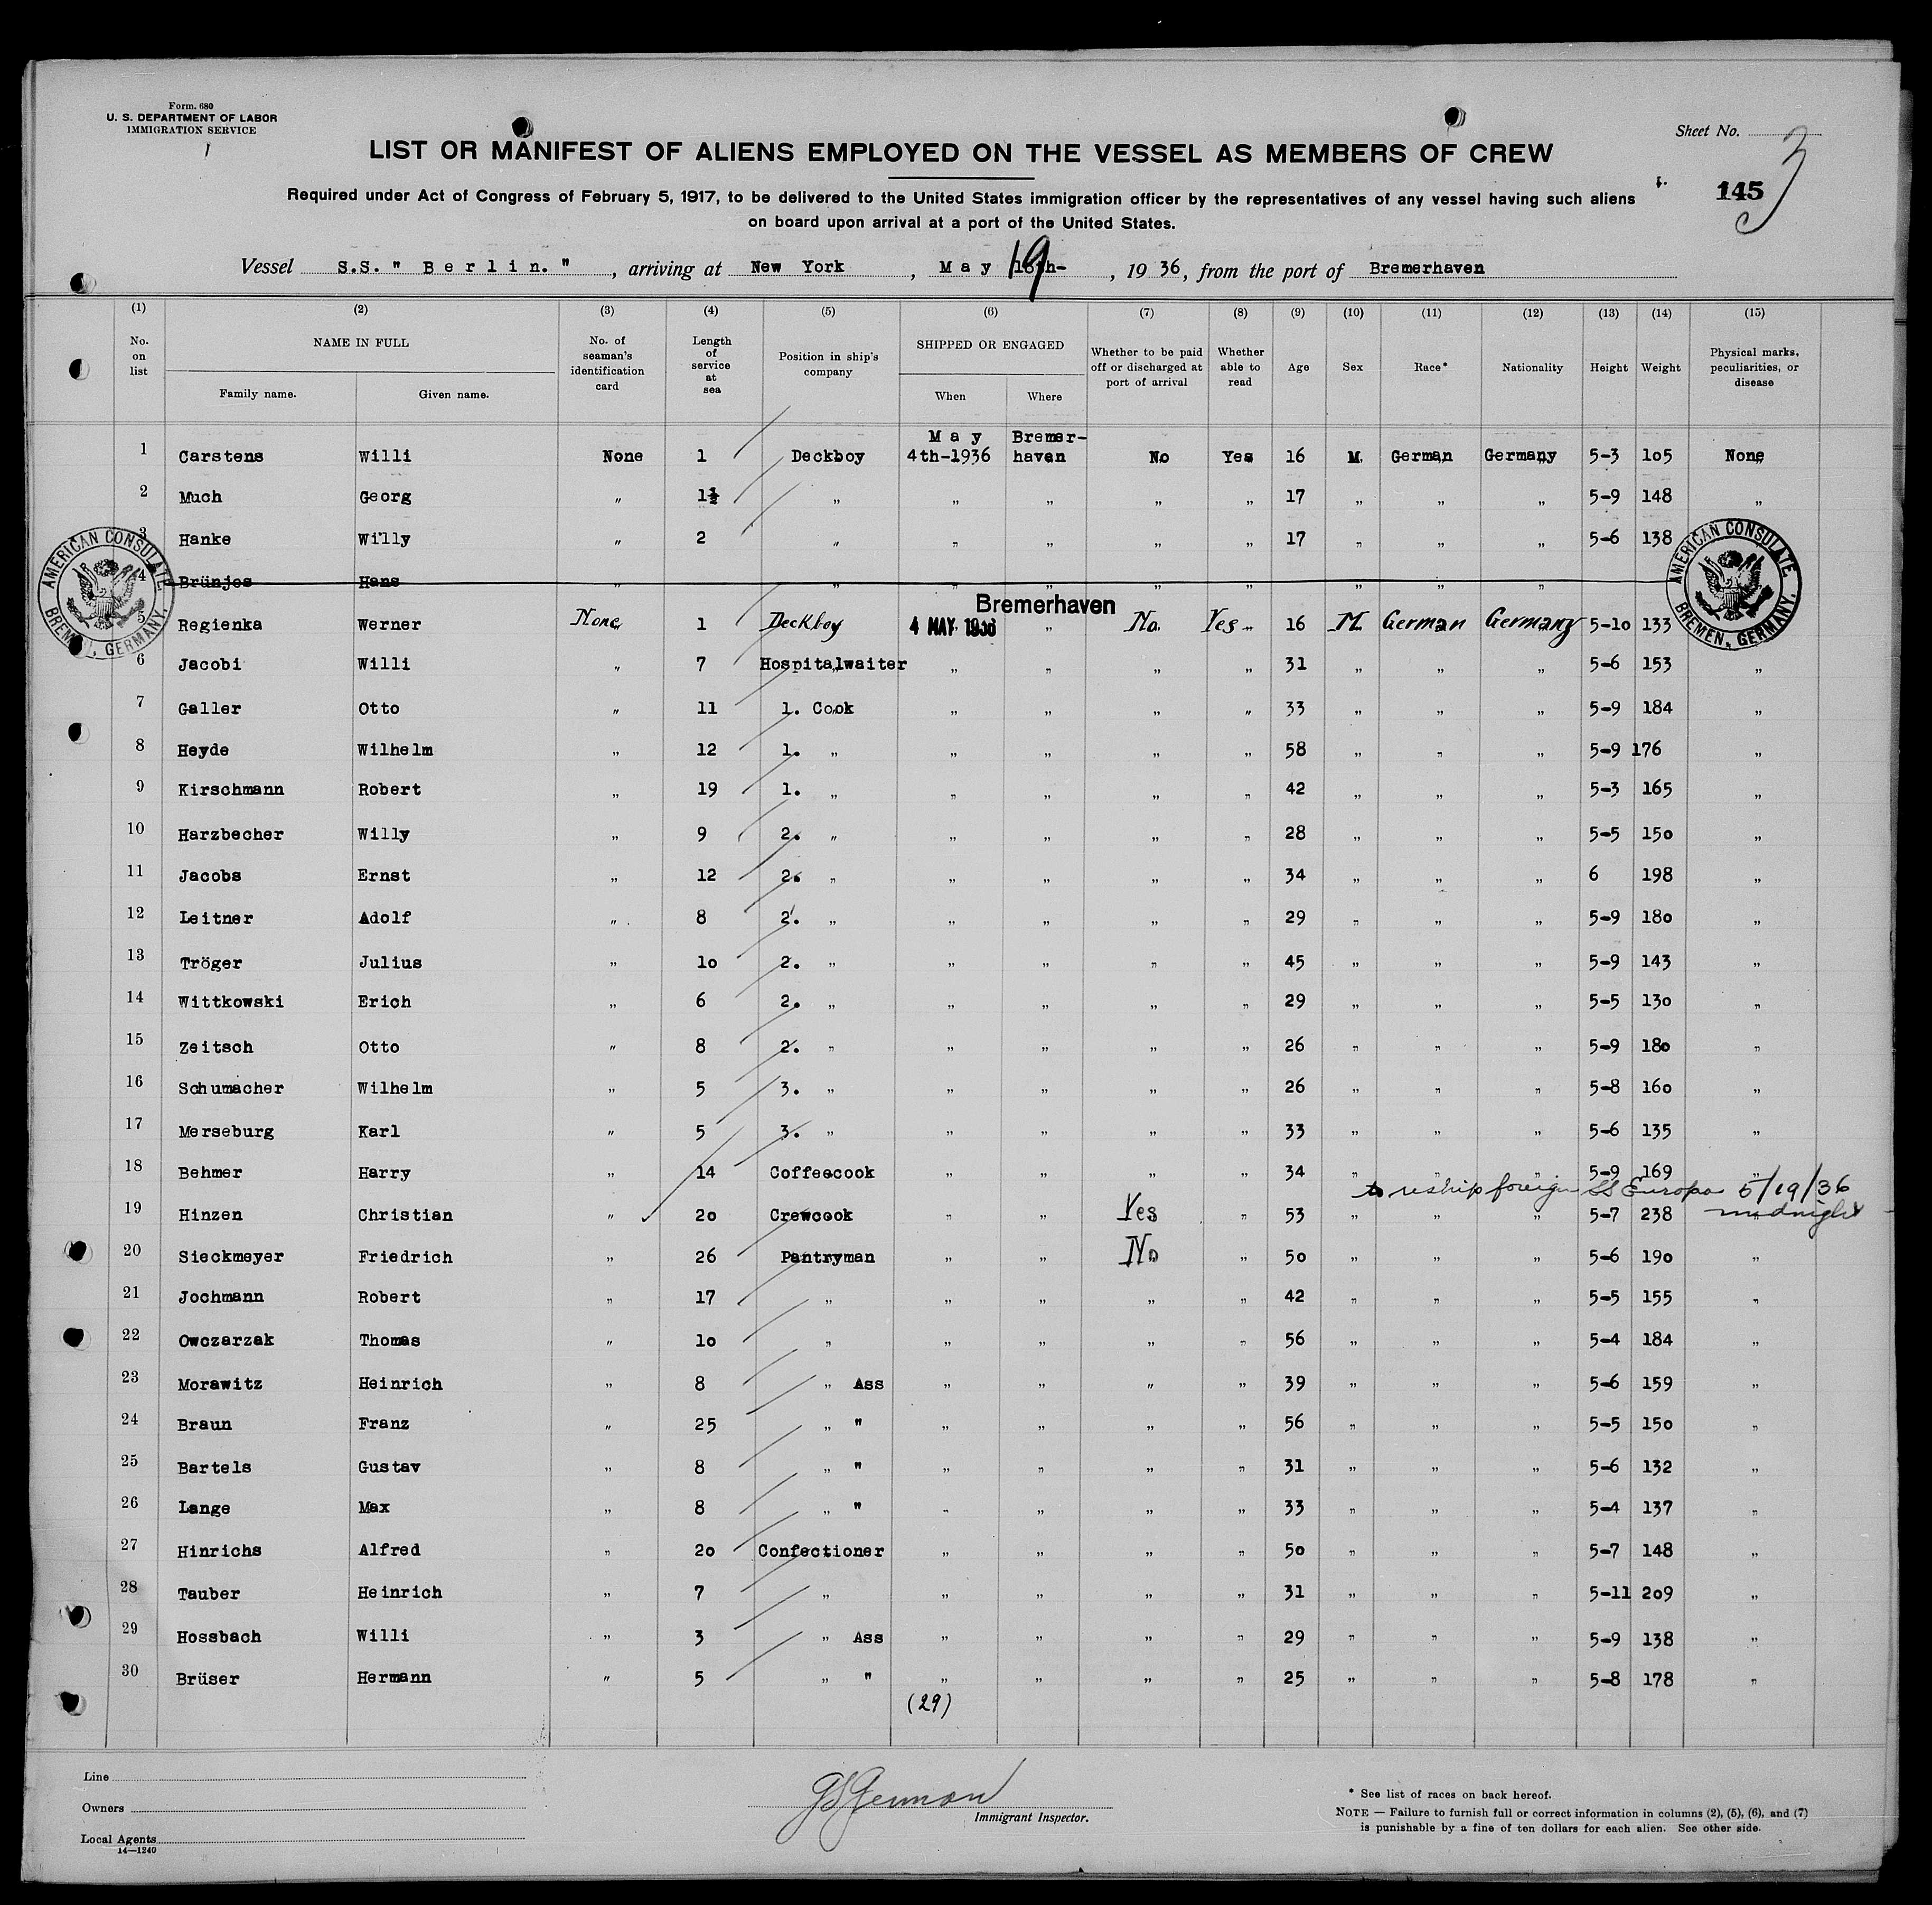 Form. 680
U. S. DEPARTMENT OF LABOR
IMMIGRATION SERVICE
Sheet No. 3
LIST OR MANIFEST OF ALIENS EMPLOYED ON THE VESSEL AS MEMBERS OF CREW
145
Required under Act of Congress of February 5, 1917, to be delivered to the United States immigration officer by the representatives of any vessel having such aliens
on board upon arrival at a port of the United States.
Vessel S.S. " Berlin. ", arriving at New York, May 19, 1936, from the port of Bremerhaven
(1) (2) (3) (4) (5) (6) (7) (8) (9) (10) (11) (12) (13) (14) (15)
No. on list NAME IN FULL Family name. Given name. No. of seaman's identification card Length of service at sea Position in ship's company SHIPPED OR ENGAGED When Where Whether to be paid off or discharged at port of arrival Whether able to read Age Sex Race* Nationality Height Weight Physical marks, peculiarities, or disease
1 Carstens Willi None 1 Deckboy May 4th-1936 Bremer-haven No Yes 16 M. German Germany 5-3 105 None
2 Much Georg " 1½ " " " " " 17 " " " 5-9 148 "
3 Hanke Willy " 2 " " " " " 17 " " " 5-6 138
4 Brünjes Hans " " " " " " " " "
Bremerhaven
5 Regienka Werner None 1 Deckboy 4 MAY 1936 " No Yes 16 M. German Germany 5-10 133
6 Jacobi Willi " 7 Hospitalwaiter " " " " 31 " " " 5-6 153 "
7 Galler Otto " 11 1. Cook " " " " 33 " " " 5-9 184 "
8 Heyde Wilhelm " 12 1. " " " " " 58 " " " 5-9 176 "
9 Kirschmann Robert " 19 1. " " " " " 42 " " " 5-3 165 "
10 Harzbecher Willy " 9 2. " " " " " 28 " " " 5-5 150 "
11 Jacobs Ernst " 12 2. " " " " " 34 " " " 6 198 "
12 Leitner Adolf " 8 2. " " " " " 29 " " " 5-9 180 "
13 Tröger Julius " 10 2. " " " " " 45 " " " 5-9 143 "
14 Wittkowski Erich " 6 2. " " " " " 29 " " " 5-5 130 "
15 Zeitsch Otto " 8 2. " " " " " 26 " " " 5-9 180 "
16 Schumacher Wilhelm " 5 3. " " " " " 26 " " " 5-8 160 "
17 Merseburg Karl " 5 3. " " " " " 33 " " " 5-6 135 "
18 Behmer Harry " 14 Coffeecook " " " " 34 " " " 5-9 169 "
to reship foreign SS Europa 5/19/36
midnight
19 Hinzen Christian " 20 Crewcook " " Yes " 53 " " " 5-7 238 "
20 Sieckmeyer Friedrich " 26 Pantryman " " No " 50 " " " 5-6 190 "
21 Jochmann Robert " 17 " " " " " 42 " " " 5-5 155 "
22 Owczarzak Thomas " 10 " " " " " 56 " " " 5-4 184 "
23 Morawitz Heinrich " 8 " Ass " " " " 39 " " " 5-6 159 "
24 Braun Franz " 25 " " " " " " 56 " " " 5-5 150 "
25 Bartels Gustav " 8 " " " " " " 31 " " " 5-6 132 "
26 Lange Max " 8 " " " " " " 33 " " " 5-4 137 "
27 Hinrichs Alfred " 20 Confectioner " " " " 50 " " " 5-7 148 "
28 Tauber Heinrich " 7 " " " " " 31 " " " 5-11 209 "
29 Hossbach Willi " 3 " Ass " " " " 29 " " " 5-9 138 "
30 Brüser Hermann " 5 " " " " " " 25 " " " 5-8 178 "
(29)
AMERICAN CONSULATE
BREMEN, GERMANY.
AMERICAN CONSULATE
BREMEN, GERMANY.
Line
Owners
Local Agents
14—1240
Immigrant Inspector.
* See list of races on back hereof.
NOTE — Failure to furnish full or correct information in columns (2), (5), (6), and (7)
is punishable by a fine of ten dollars for each alien. See other side.